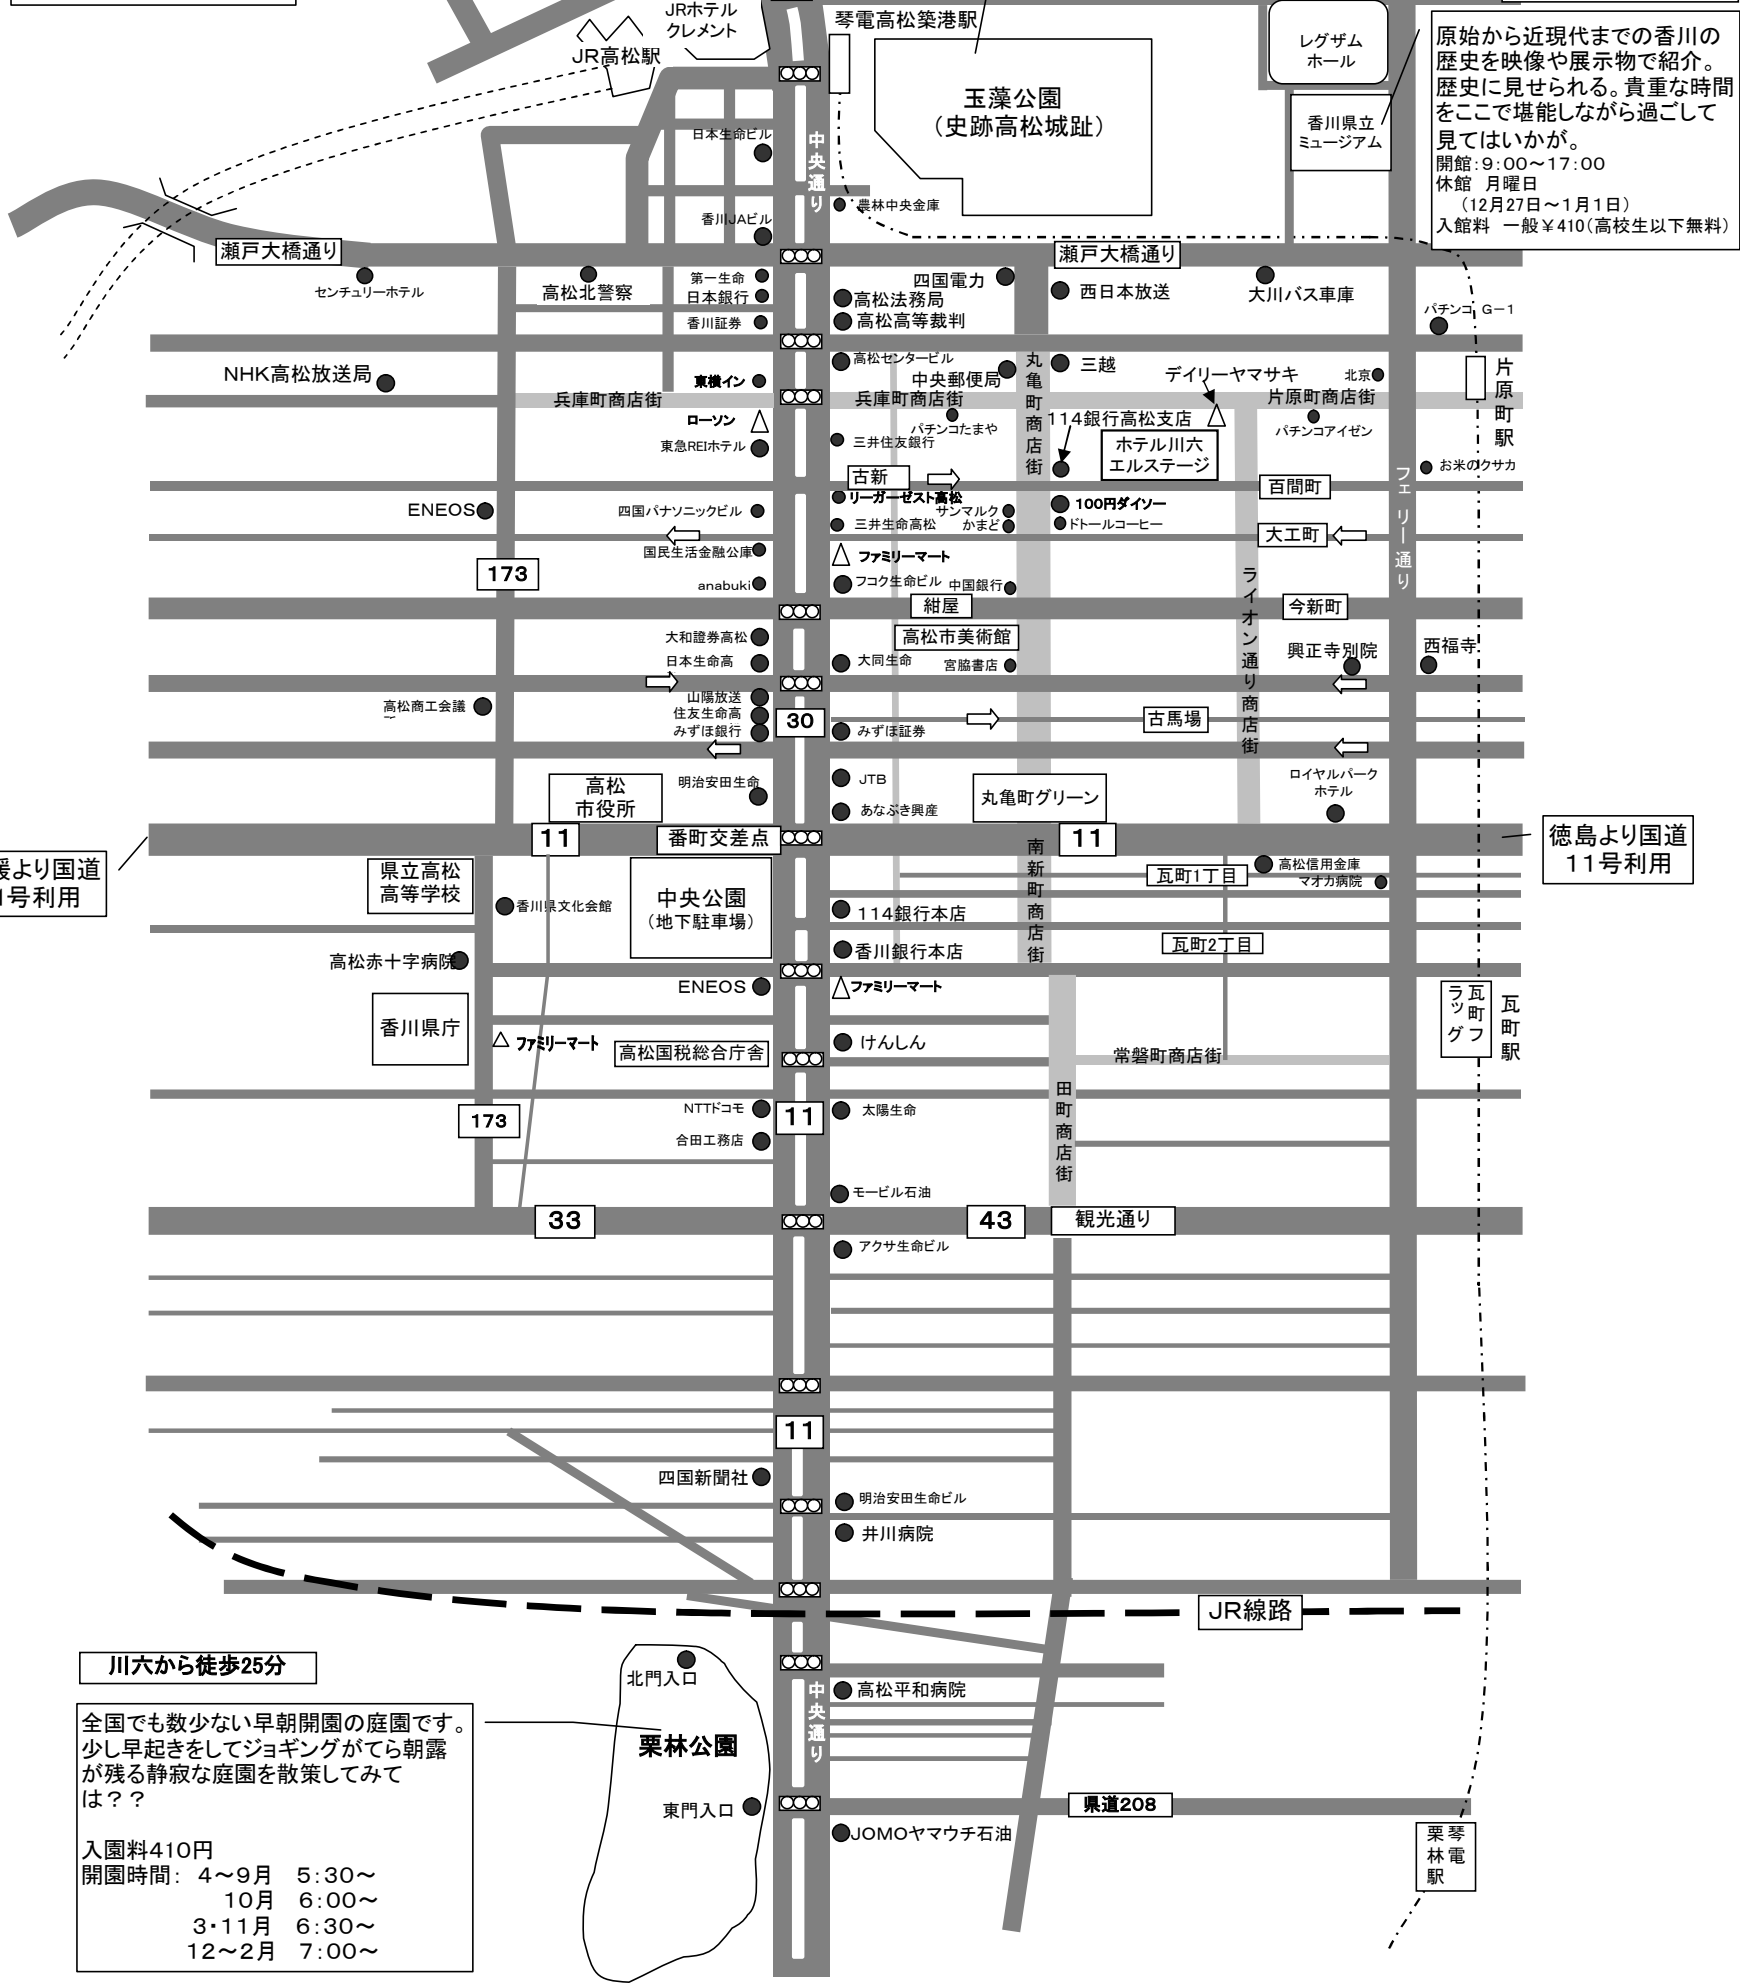 JRホテル
クレメント
琴電高松築港駅
JR高松駅
玉藻公園
（史跡高松城趾）
レグザム
ホール
香川県立
ミュージアム
原始から近現代までの香川の
歴史を映像や展示物で紹介。
歴史に見せられる。貴重な時間
をここで堪能しながら過ごして
見てはいかが。
開館：9：00～17：00
休館　月曜日
（12月27日～1月1日）
入館料　一般￥410（高校生以下無料）
日本生命ビル
中央通り
農林中央金庫
香川JAビル
瀬戸大橋通り
瀬戸大橋通り
センチュリーホテル
高松北警察
第一生命
日本銀行
香川証券
高松法務局
高松高等裁判
四国電力
西日本放送
大川バス車庫
パチンコ　G－1
NHK高松放送局
東横イン
高松センタービル
中央郵便局
丸亀町商店街
三越
デイリーヤマサキ
北京
片原町駅
兵庫町商店街
兵庫町商店街
片原町商店街
ローソン
東急REIホテル
パチンコたまや
三井住友銀行
114銀行高松支店
ホテル川六
エルステージ
パチンコアイゼン
お米のクサカ
古新
百間町
フェリー通り
ENEOS
四国パナソニックビル
リーガーゼスト高松
サンマルク
かまど
三井生命高松
100円ダイソー
ドトールコーヒー
大工町
国民生活金融公庫
ファミリーマート
173
anabuki
フコク生命ビル
中国銀行
ライオン通り商店街
紺屋
今新町
大和證券高松
日本生命高
高松市美術館
大同生命
宮脇書店
興正寺別院
西福寺
高松商工会議
山陽放送
住友生命高
みずほ銀行
30
みずほ証券
古馬場
高松
市役所
明治安田生命
JTB
あなぶき興産
丸亀町グリーン
ロイヤルパーク
ホテル
11
番町交差点
11
より国道
号利用
徳島より国道
11号利用
県立高松
高等学校
香川県文化会館
中央公園
（地下駐車場）
南新町商店街
瓦町1丁目
高松信用金庫
マオカ病院
114銀行本店
香川銀行本店
瓦町2丁目
高松赤十字病院
ENEOS
ファミリーマート
瓦町フ
ラッグ
瓦町駅
香川県庁
ファミリーマート
高松国税総合庁舎
けんしん
常磐町商店街
田町商店街
173
NTTドコモ
合田工務店
11
太陽生命
モービル石油
33
43
観光通り
アクサ生命ビル
11
四国新聞社
明治安田生命ビル
井川病院
JR線路
川六から徒歩25分
北門入口
中央通り
高松平和病院
全国でも数少ない早朝開園の庭園です。
少し早起きをしてジョギングがてら朝露
が残る静寂な庭園を散策してみて
は？？
入園料410円
開園時間：　4～9月　5：30～
10月　6：00～
3・11月　6：30～
12～2月　7：00～
栗林公園
東門入口
県道208
JOMOヤマウチ石油
琴電
栗林駅